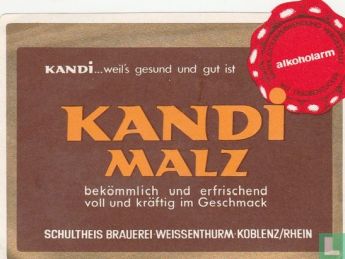 KANDi...weil's gesund und gut ist
alkoholarm
KANDi
MALZ
bekömmlich und erfrischend
voll und kräftig im Geschmack
SCHULTHEIS BRAUEREI·WEISSENTHURM·KOBLENZ/RHEIN